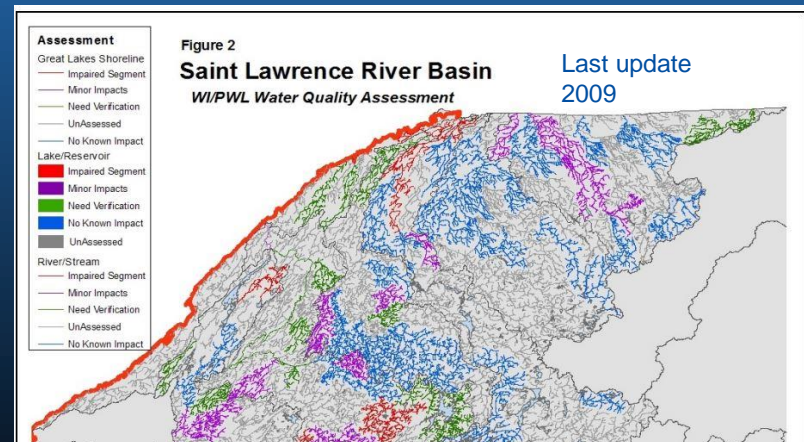 Assessment
Great Lakes Shoreline
Impaired Segment
Minor Impacts
Need Verification
UnAssessed
No Known Impact
Lake/Reservoir
Impaired Segment
Minor Impacts
Need Verification
No Known Impact
UnAssessed
River/Stream
Impaired Segment
Minor Impacts
Need Verification
UnAssessed
No Known Impact
Figure 2
Saint Lawrence River Basin
WI/PWL Water Quality Assessment
Last update
2009